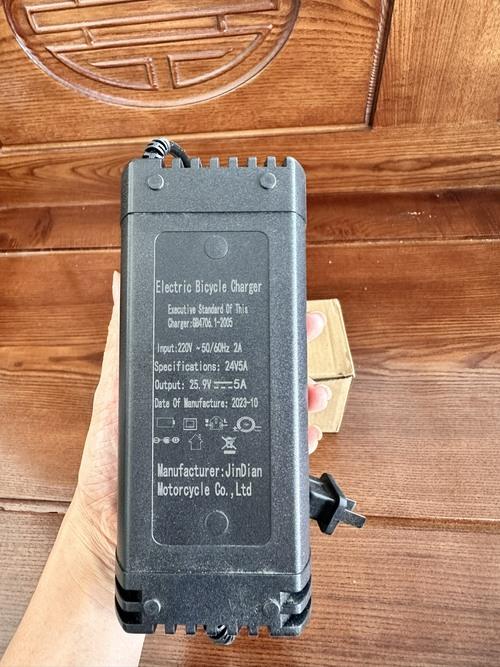 Electric Bicycle Charger
Executive Standard Of This
Charger:GB4706.1-2005
Input:220V ~50/60Hz 2A
Specifications: 24V5A
Output: 25.9V⎓5A
Date Of Manufacture: 2023-10
Manufacturer:JinDian
Motorcycle Co.,Ltd